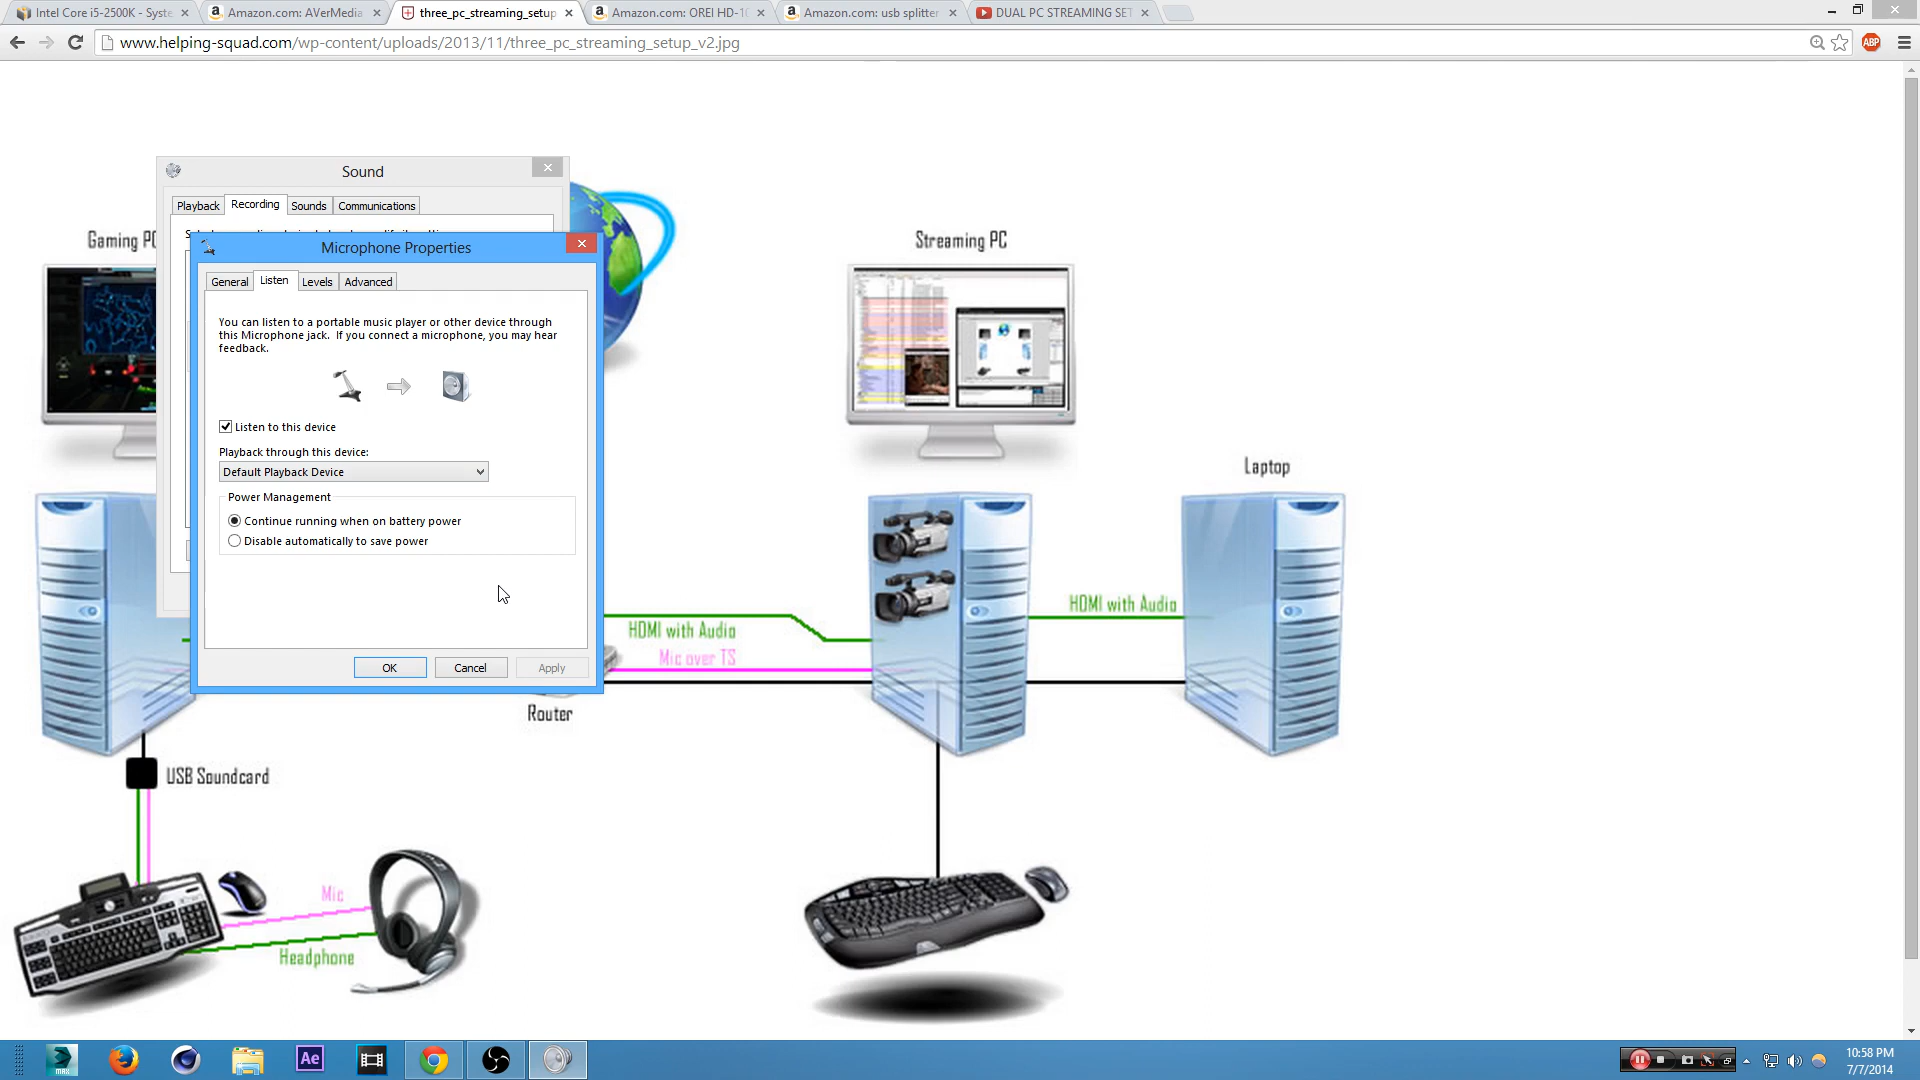 Intel Core i5-2500K - Syste
Amazon.com: AVerMedia
three_pc_streaming_setup
Amazon.com: OREI HD-10
Amazon.com: usb splitter
DUAL PC STREAMING SET
www.helping-squad.com/wp-content/uploads/2013/11/three_pc_streaming_setup_v2.jpg
ABP
Sound
Playback
Recording
Sounds
Communications
Gaming PC
Streaming PC
Microphone Properties
General
Listen
Levels
Advanced
You can listen to a portable music player or other device through
this Microphone jack. If you connect a microphone, you may hear
feedback.
Listen to this device
Playback through this device:
Default Playback Device
Laptop
Power Management
Continue running when on battery power
Disable automatically to save power
HDMI with Audio
HDMI with Audio
Mic over TS
OK
Cancel
Apply
Router
USB Soundcard
Mic
Headphone
MAX
Ae
10:58 PM
7/7/2014